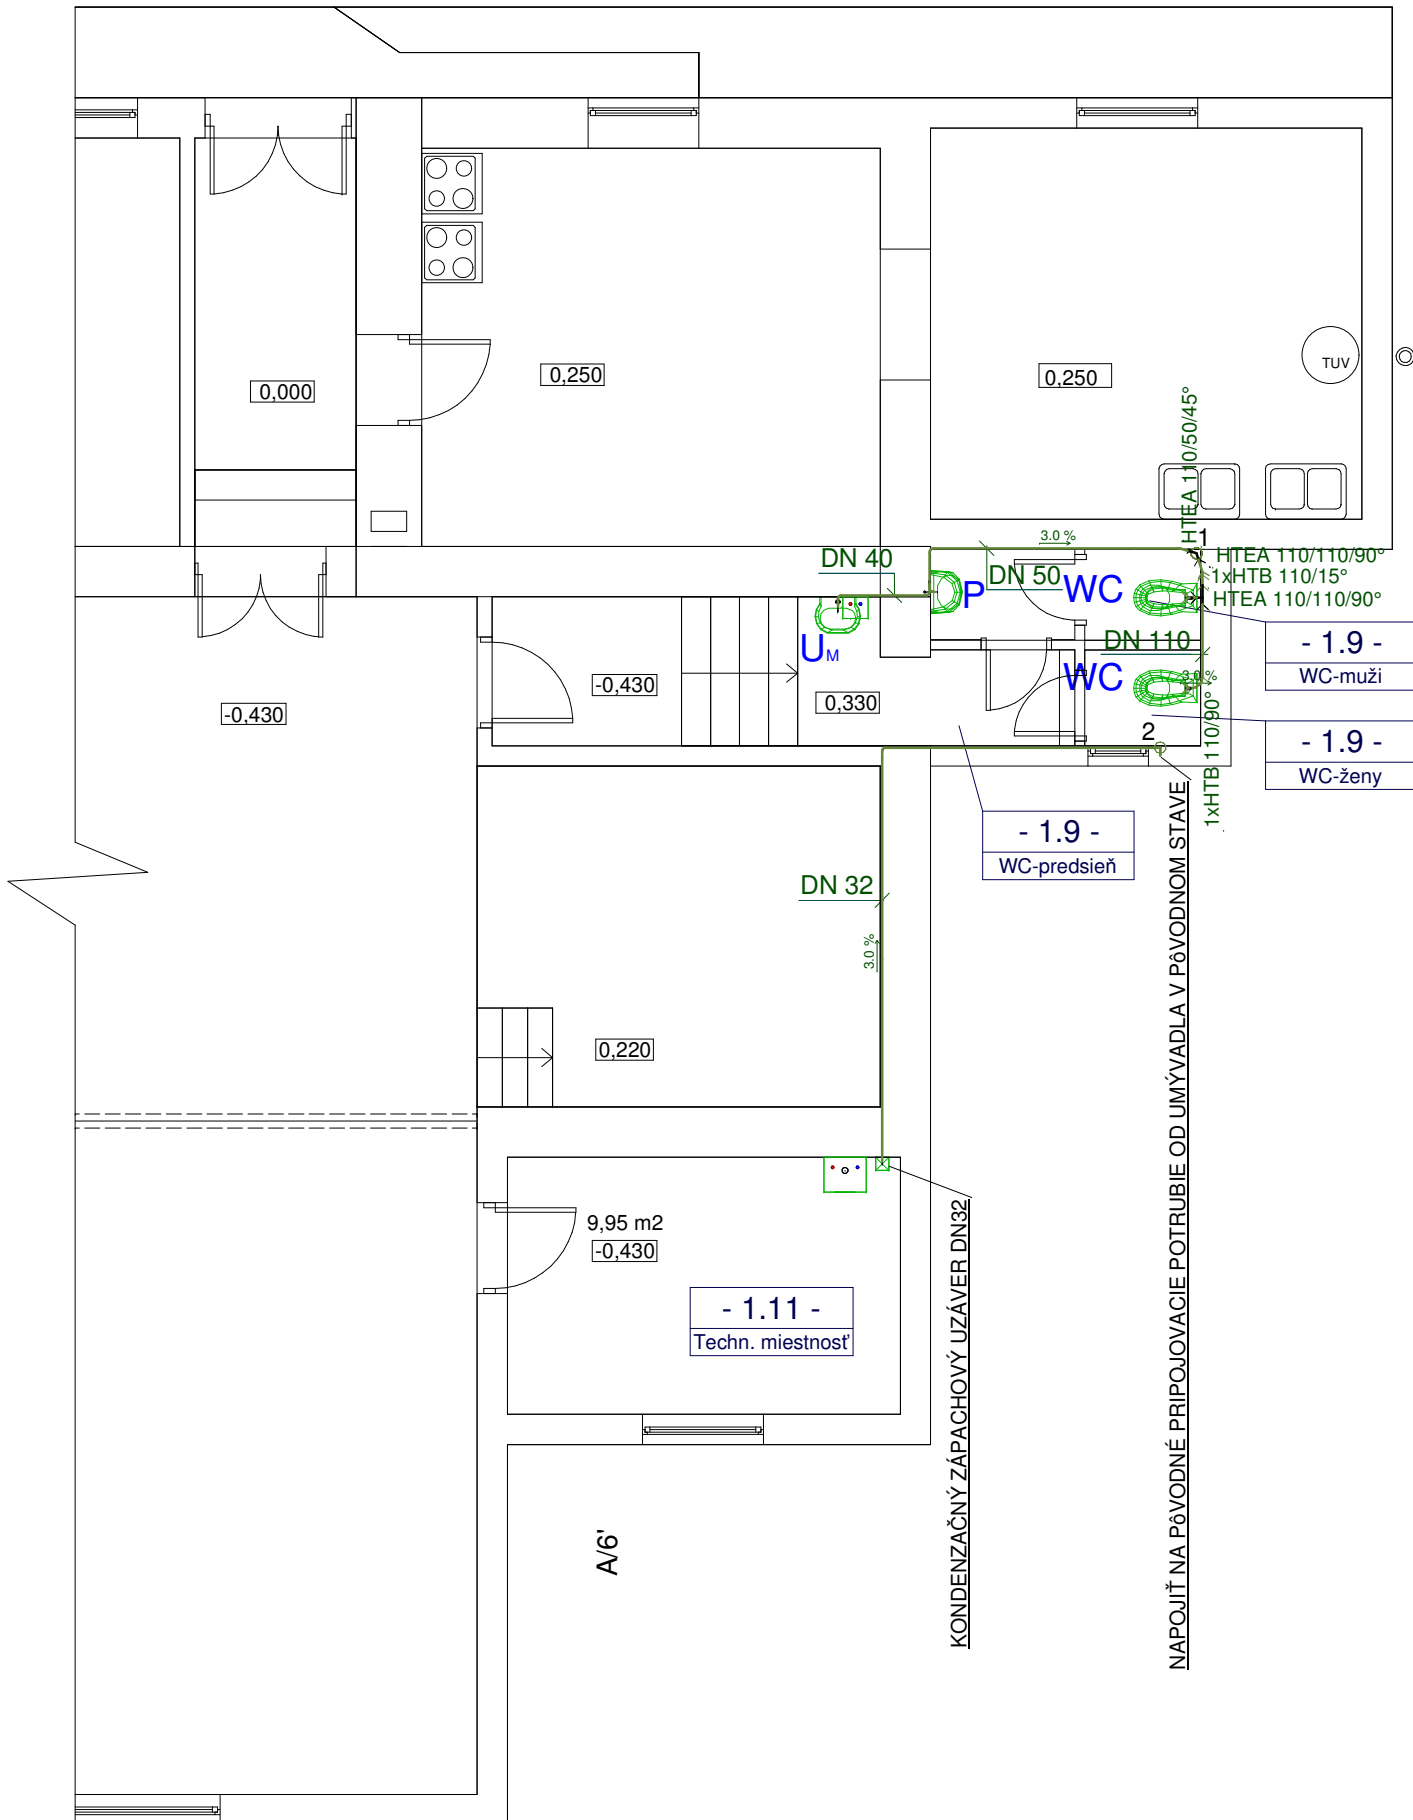 0,000
0,250
0,250
TUV
HTEA 110/50/45°
3.0 %
1
DN 40
DN 50
P
WC
HTEA 110/110/90°
1xHTB 110/15°
HTEA 110/110/90°
UM
DN 110
WC
3.0 %
- 1.9 -
WC-muži
-0,430
-0,430
0,330
2
- 1.9 -
WC-ženy
1xHTB 110/90°
- 1.9 -
WC-predsieň
DN 32
3.0 %
0,220
9,95 m2
-0,430
- 1.11 -
Techn. miestnosť
KONDENZAČNÝ ZÁPACHOVÝ UZÁVER DN32
NAPOJIŤ NA PôVODNÉ PRIPOJOVACIE POTRUBIE OD UMÝVADLA V PôVODNOM STAVE
A/6'